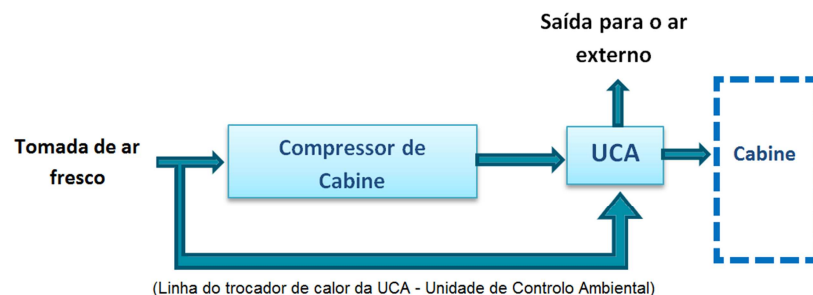 Saída para o ar
externo
Tomada de ar
fresco
Compressor de
Cabine
UCA
Cabine
(Linha do trocador de calor da UCA - Unidade de Controlo Ambiental)